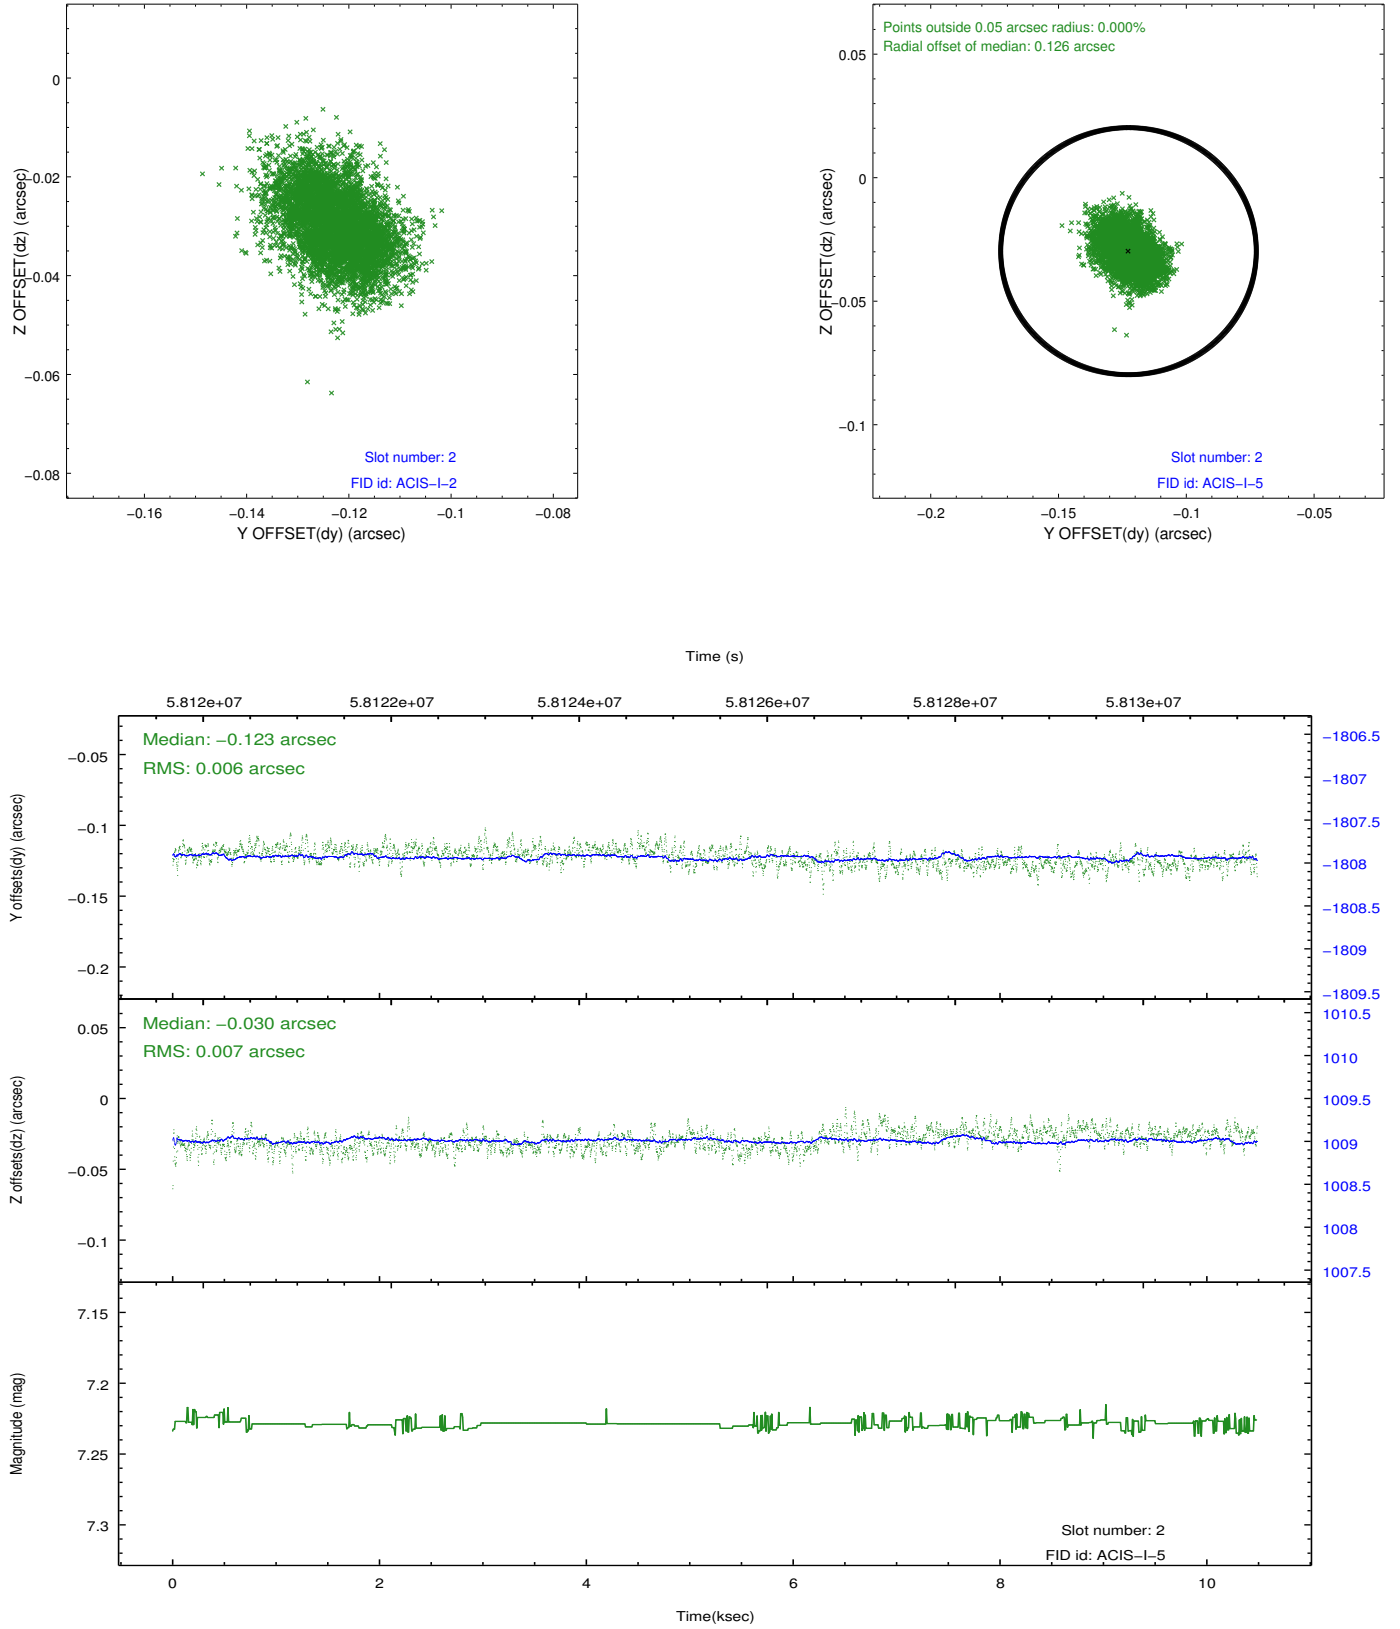 0
−0.02
−0.04
−0.06
−0.08
Z OFFSET(dz) (arcsec)
Slot number: 2
FID id: ACIS−I−2
−0.16
−0.14
−0.12
−0.1
−0.08
Y OFFSET(dy) (arcsec)
Points outside 0.05 arcsec radius: 0.000%
Radial offset of median: 0.126 arcsec
0.05
0
−0.05
−0.1
Z OFFSET(dz) (arcsec)
Slot number: 2
FID id: ACIS−I−5
−0.2
−0.15
−0.1
−0.05
Y OFFSET(dy) (arcsec)
Time (s)
5.812e+07
5.8122e+07
5.8124e+07
5.8126e+07
5.8128e+07
5.813e+07
Median: −0.123 arcsec
RMS: 0.006 arcsec
−0.05
−0.1
−0.15
−0.2
Y offsets(dy) (arcsec)
−1806.5
−1807
−1807.5
−1808
−1808.5
−1809
−1809.5
Median: −0.030 arcsec
RMS: 0.007 arcsec
0.05
0
−0.05
−0.1
Z offsets(dz) (arcsec)
1010.5
1010
1009.5
1009
1008.5
1008
1007.5
7.15
7.2
7.25
7.3
Magnitude (mag)
Slot number: 2
FID id: ACIS−I−5
0
2
4
6
8
10
Time(ksec)